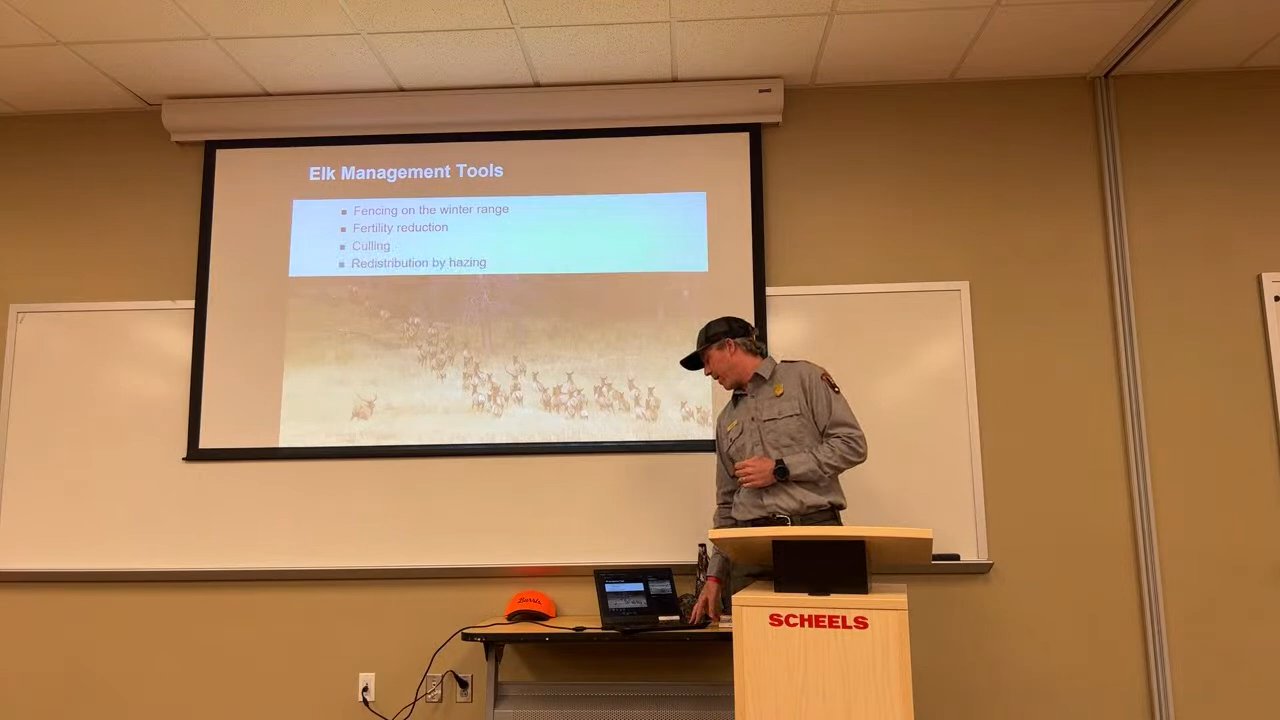 Elk Management Tools
Fencing on the winter range
Fertility reduction
Culling
Redistribution by hazing
SCHEELS